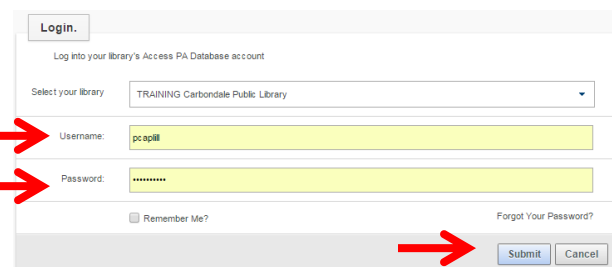 Login.
Log into your library's Access PA Database account
Select your library TRAINING Carbondale Public Library
Username: pcaplill
Password: ••••••••••
Remember Me? Forgot Your Password?
Submit Cancel